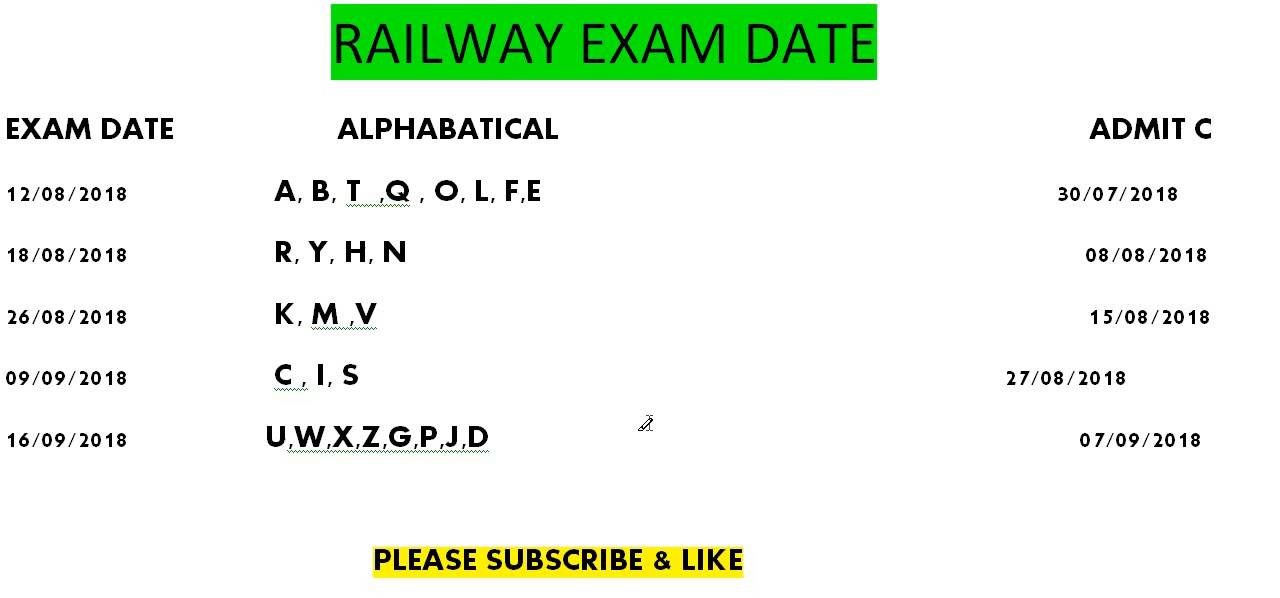 RAILWAY EXAM DATE
EXAM DATE ALPHABATICAL ADMIT C
12/08/2018 A, B, T ,Q , O, L, F,E 30/07/2018
18/08/2018 R, Y, H, N 08/08/2018
26/08/2018 K, M ,V 15/08/2018
09/09/2018 C , I, S 27/08/2018
16/09/2018 U,W,X,Z,G,P,J,D 07/09/2018
PLEASE SUBSCRIBE & LIKE